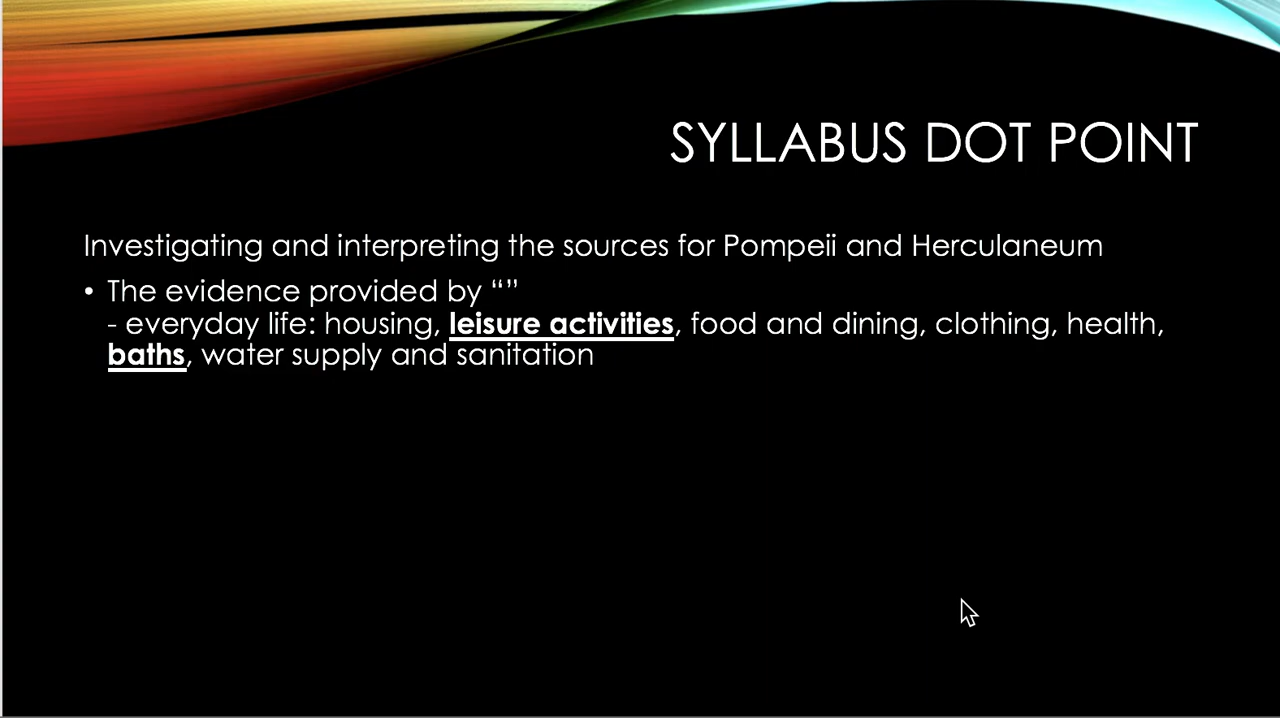 SYLLABUS DOT POINT
Investigating and interpreting the sources for Pompeii and Herculaneum
• The evidence provided by “”
- everyday life: housing, leisure activities, food and dining, clothing, health,
baths, water supply and sanitation